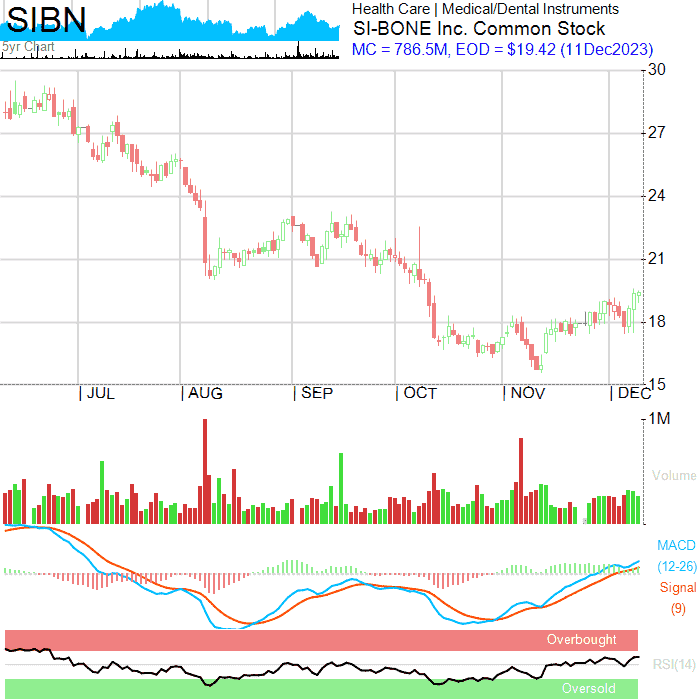 SIBN
5yr Chart
Health Care | Medical/Dental Instruments
SI-BONE Inc. Common Stock
MC = 786.5M, EOD = $19.42 (11Dec2023)
30
27
24
21
18
15
| JUL | AUG | SEP | OCT | NOV | DEC
1M
Volume
MACD
(12-26)
Signal
(9)
Overbought
RSI(14)
Oversold